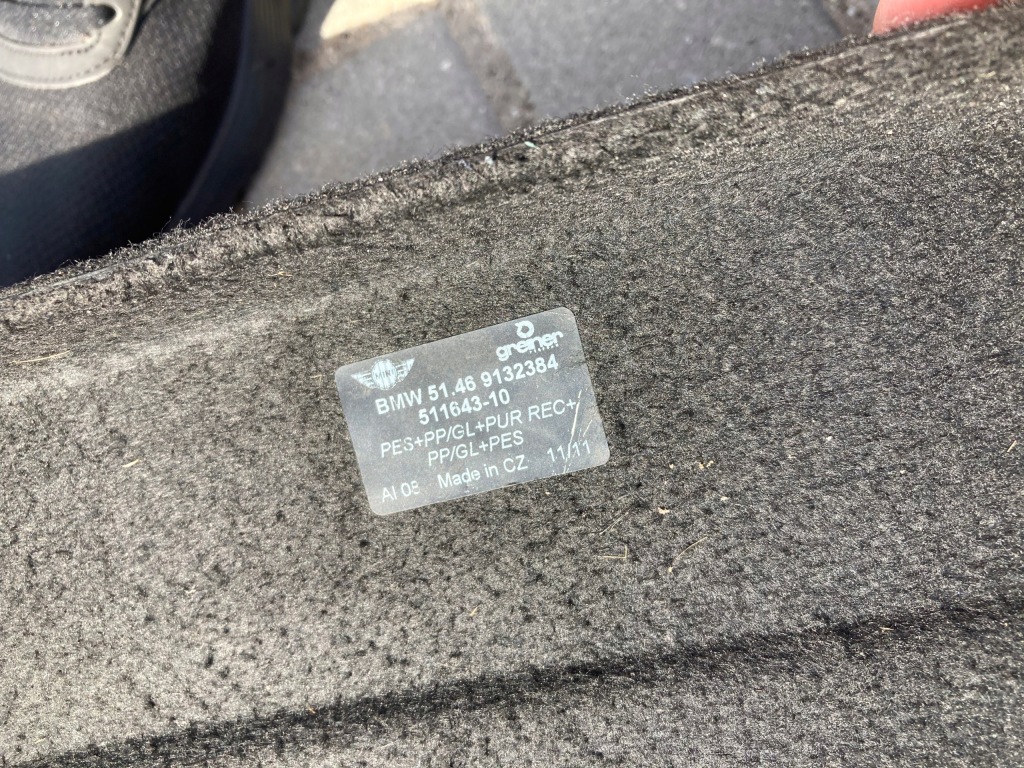 greiner
BMW 51.46 9132384
511643-10
PES+PP/GL+PUR REC+
PP/GL+PES
AI 08 Made in CZ 11/11